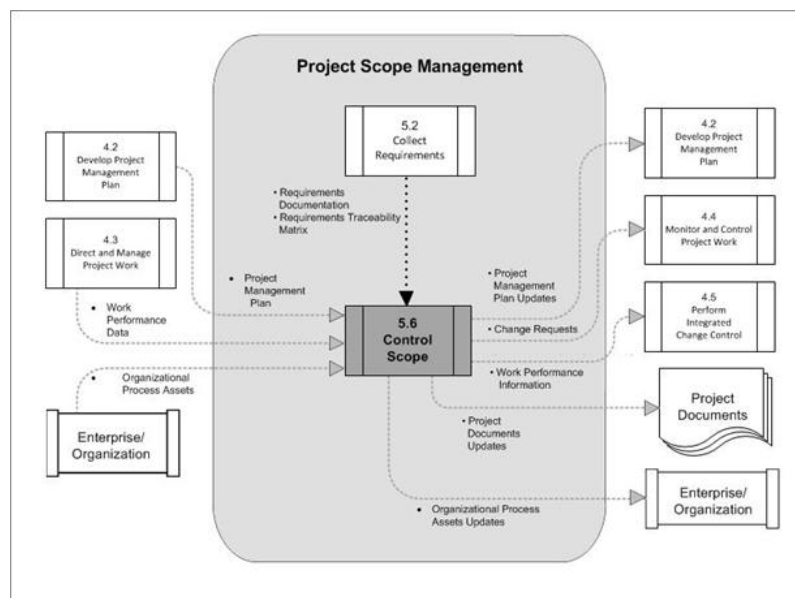 Project Scope Management
5.2
Collect
Requirements
4.2
Develop Project
Management
Plan
4.3
Direct and Manage
Project Work
• Requirements
Documentation
• Requirements Traceability
Matrix
• Project
Management
Plan
• Work
Performance
Data
• Organizational
Process Assets
Enterprise/
Organization
5.6
Control
Scope
• Project
Management
Plan Updates
• Change Requests
• Work Performance
Information
• Project
Documents
Updates
• Organizational Process
Assets Updates
4.2
Develop Project
Management
Plan
4.4
Monitor and Control
Project Work
4.5
Perform
Integrated
Change Control
Project
Documents
Enterprise/
Organization